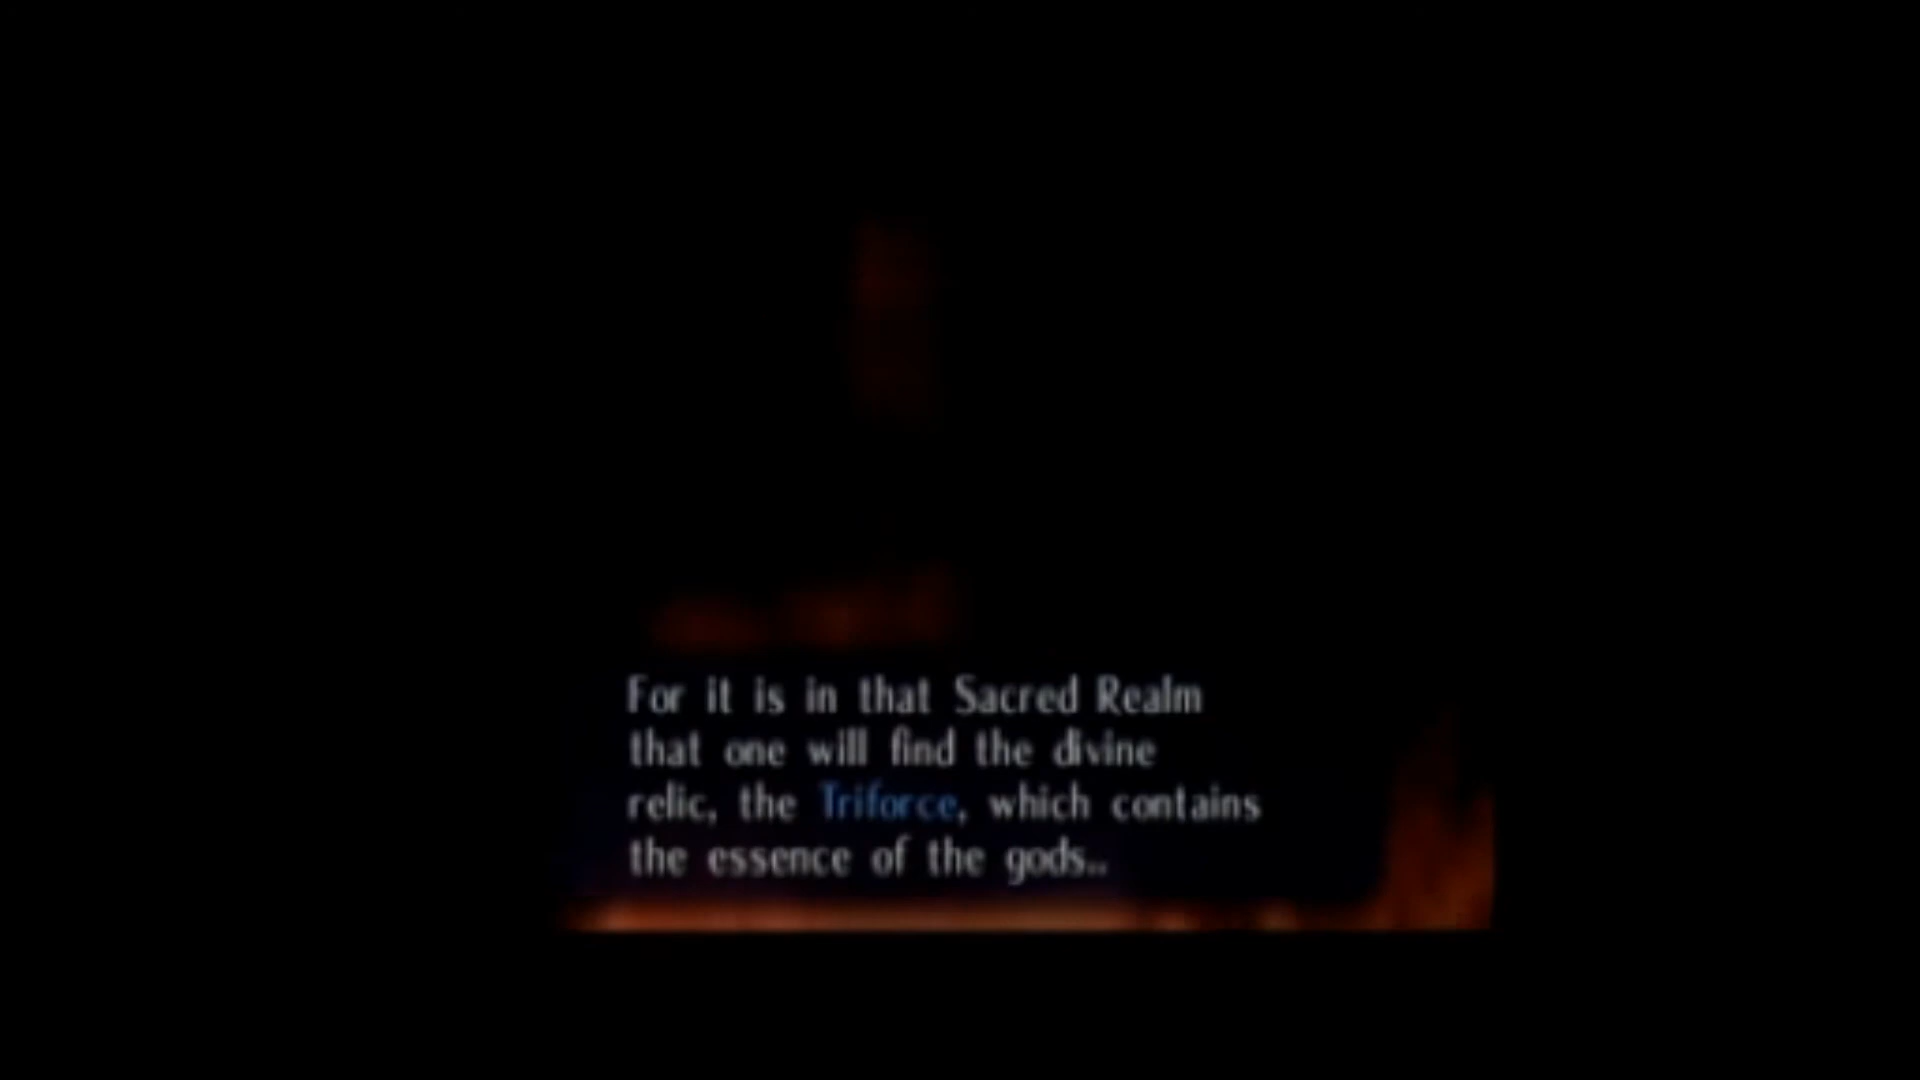 For it is in that Sacred Realm
that one will find the divine
relic, the Triforce, which contains
the essence of the gods..